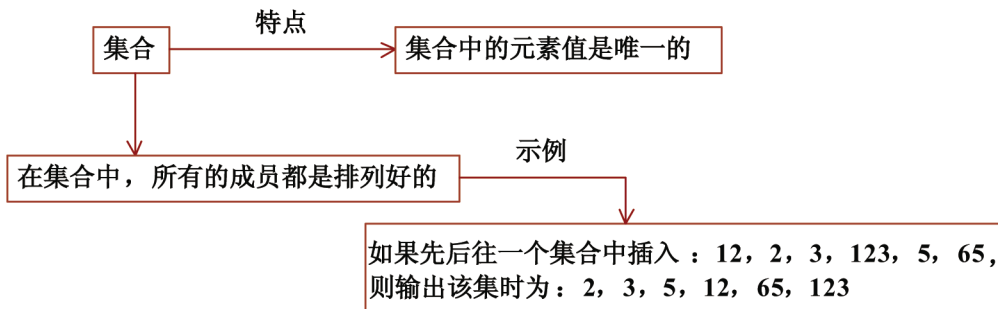 特点
集合
集合中的元素值是唯一的
示例
在集合中，所有的成员都是排列好的
如果先后往一个集合中插入：12，2，3，123，5，65，
则输出该集时为：2，3，5，12，65，123